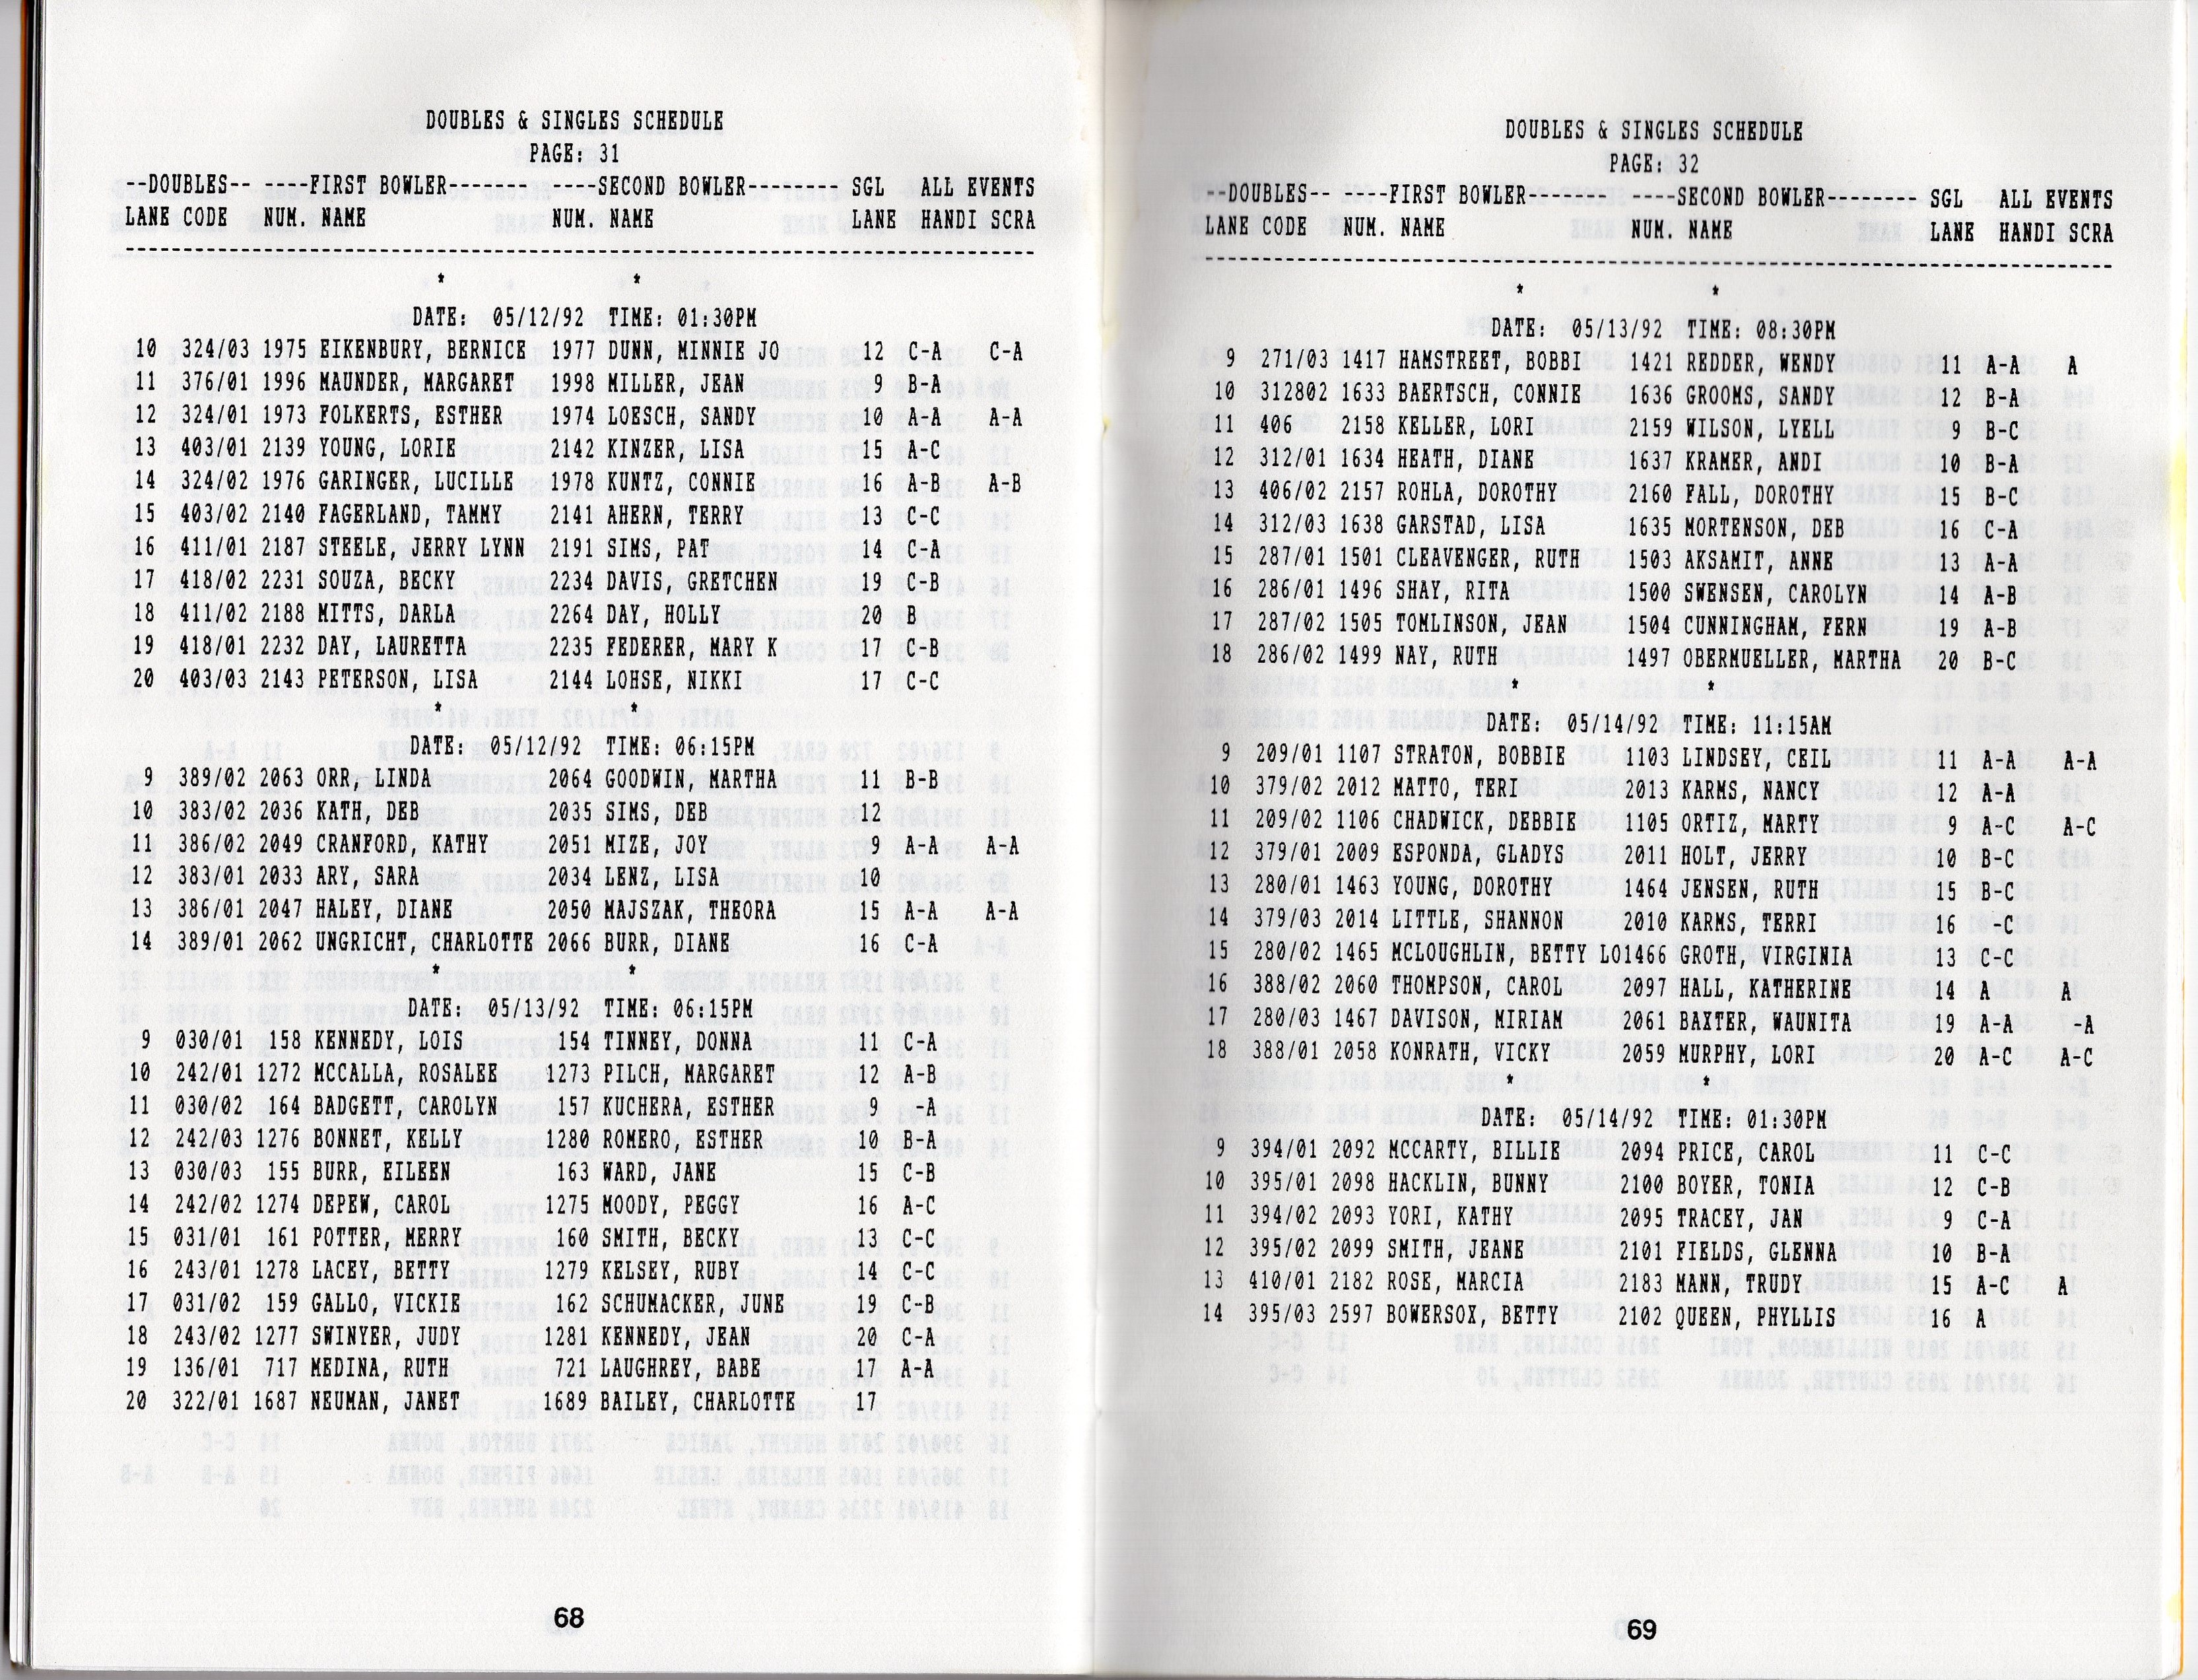 DOUBLES & SINGLES SCHEDULE
PAGE: 31
--DOUBLES-- ----FIRST BOWLER-------- ----SECOND BOWLER-------- SGL ALL EVENTS
LANE CODE NUM. NAME NUM. NAME LANE HANDI SCRA
* *
DATE: 05/12/92 TIME: 01:30PM
10 324/03 1975 EIKENBURY, BERNICE 1977 DUNN, MINNIE JO 12 C-A C-A
11 376/01 1996 MAUNDER, MARGARET 1998 MILLER, JEAN 9 B-A
12 324/01 1973 FOLKERTS, ESTHER 1974 LOESCH, SANDY 10 A-A A-A
13 403/01 2139 YOUNG, LORIE 2142 KINZER, LISA 15 A-C
14 324/02 1976 GARINGER, LUCILLE 1978 KUNTZ, CONNIE 16 A-B A-B
15 403/02 2140 FAGERLAND, TAMMY 2141 AHERN, TERRY 13 C-C
16 411/01 2187 STEELE, JERRY LYNN 2191 SIMS, PAT 14 C-A
17 418/02 2231 SOUZA, BECKY 2234 DAVIS, GRETCHEN 19 C-B
18 411/02 2188 MITTS, DARLA 2264 DAY, HOLLY 20 B
19 418/01 2232 DAY, LAURETTA 2235 FEDERER, MARY K 17 C-B
20 403/03 2143 PETERSON, LISA 2144 LOHSE, NIKKI 17 C-C
* *
DATE: 05/12/92 TIME: 06:15PM
9 389/02 2063 ORR, LINDA 2064 GOODWIN, MARTHA 11 B-B
10 383/02 2036 KATH, DEB 2035 SIMS, DEB 12
11 386/02 2049 CRANFORD, KATHY 2051 MIZE, JOY 9 A-A A-A
12 383/01 2033 ARY, SARA 2034 LENZ, LISA 10
13 386/01 2047 HALEY, DIANE 2050 MAJSZAK, THEORA 15 A-A A-A
14 389/01 2062 UNGRICHT, CHARLOTTE 2066 BURR, DIANE 16 C-A
* *
DATE: 05/13/92 TIME: 06:15PM
9 030/01 158 KENNEDY, LOIS 154 TINNEY, DONNA 11 C-A
10 242/01 1272 MCCALLA, ROSALEE 1273 PILCH, MARGARET 12 A-B
11 030/02 164 BADGETT, CAROLYN 157 KUCHERA, ESTHER 9 -A
12 242/03 1276 BONNET, KELLY 1280 ROMERO, ESTHER 10 B-A
13 030/03 155 BURR, EILEEN 163 WARD, JANE 15 C-B
14 242/02 1274 DEPEW, CAROL 1275 MOODY, PEGGY 16 A-C
15 031/01 161 POTTER, MERRY 160 SMITH, BECKY 13 C-C
16 243/01 1278 LACEY, BETTY 1279 KELSEY, RUBY 14 C-C
17 031/02 159 GALLO, VICKIE 162 SCHUMACKER, JUNE 19 C-B
18 243/02 1277 SWINYER, JUDY 1281 KENNEDY, JEAN 20 C-A
19 136/01 717 MEDINA, RUTH 721 LAUGHREY, BABE 17 A-A
20 322/01 1687 NEUMAN, JANET 1689 BAILEY, CHARLOTTE 17
68
DOUBLES & SINGLES SCHEDULE
PAGE: 32
--DOUBLES-- ----FIRST BOWLER-------- ----SECOND BOWLER-------- SGL ALL EVENTS
LANE CODE NUM. NAME NUM. NAME LANE HANDI SCRA
* *
DATE: 05/13/92 TIME: 08:30PM
9 271/03 1417 HAMSTREET, BOBBI 1421 REDDER, WENDY 11 A-A A
10 312802 1633 BAERTSCH, CONNIE 1636 GROOMS, SANDY 12 B-A
11 406 2158 KELLER, LORI 2159 WILSON, LYELL 9 B-C
12 312/01 1634 HEATH, DIANE 1637 KRAMER, ANDI 10 B-A
13 406/02 2157 ROHLA, DOROTHY 2160 FALL, DOROTHY 15 B-C
14 312/03 1638 GARSTAD, LISA 1635 MORTENSON, DEB 16 C-A
15 287/01 1501 CLEAVENGER, RUTH 1503 AKSAMIT, ANNE 13 A-A
16 286/01 1496 SHAY, RITA 1500 SWENSEN, CAROLYN 14 A-B
17 287/02 1505 TOMLINSON, JEAN 1504 CUNNINGHAM, FERN 19 A-B
18 286/02 1499 NAY, RUTH 1497 OBERMUELLER, MARTHA 20 B-C
* *
DATE: 05/14/92 TIME: 11:15AM
9 209/01 1107 STRATON, BOBBIE 1103 LINDSEY, CEIL 11 A-A A-A
10 379/02 2012 MATTO, TERI 2013 KARMS, NANCY 12 A-A
11 209/02 1106 CHADWICK, DEBBIE 1105 ORTIZ, MARTY 9 A-C A-C
12 379/01 2009 ESPONDA, GLADYS 2011 HOLT, JERRY 10 B-C
13 280/01 1463 YOUNG, DOROTHY 1464 JENSEN, RUTH 15 B-C
14 379/03 2014 LITTLE, SHANNON 2010 KARMS, TERRI 16 -C
15 280/02 1465 MCLOUGHLIN, BETTY LO1466 GROTH, VIRGINIA 13 C-C
16 388/02 2060 THOMPSON, CAROL 2097 HALL, KATHERINE 14 A A
17 280/03 1467 DAVISON, MIRIAM 2061 BAXTER, WAUNITA 19 A-A -A
18 388/01 2058 KONRATH, VICKY 2059 MURPHY, LORI 20 A-C A-C
* *
DATE: 05/14/92 TIME: 01:30PM
9 394/01 2092 MCCARTY, BILLIE 2094 PRICE, CAROL 11 C-C
10 395/01 2098 HACKLIN, BUNNY 2100 BOYER, TONIA 12 C-B
11 394/02 2093 YORI, KATHY 2095 TRACEY, JAN 9 C-A
12 395/02 2099 SMITH, JEANE 2101 FIELDS, GLENNA 10 B-A
13 410/01 2182 ROSE, MARCIA 2183 MANN, TRUDY 15 A-C A
14 395/03 2597 BOWERSOX, BETTY 2102 QUEEN, PHYLLIS 16 A
69